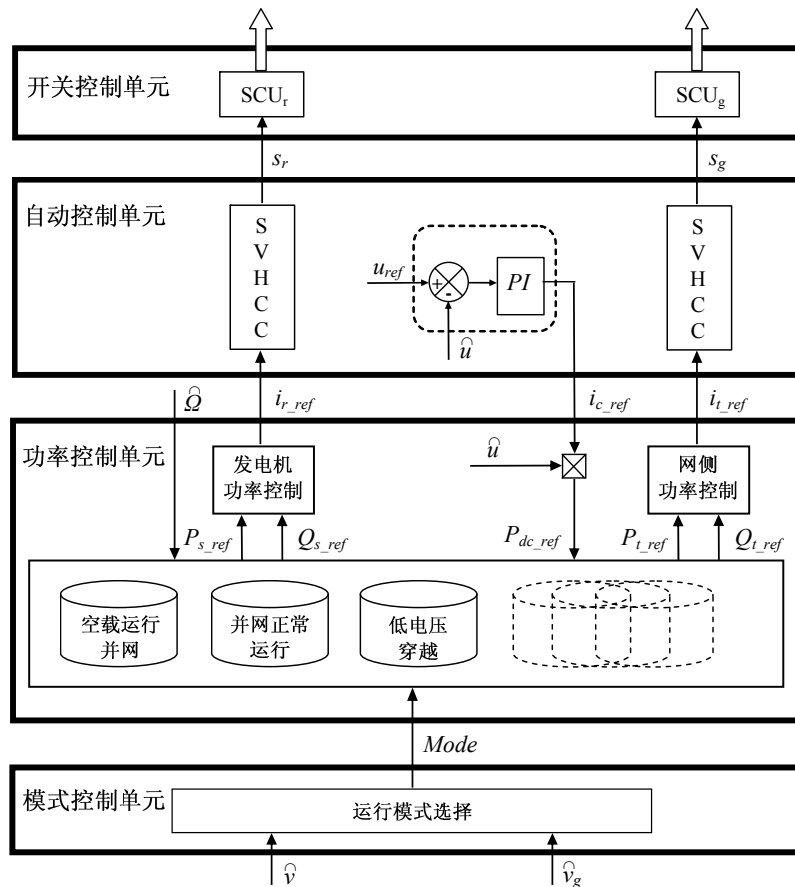 开关控制单元
SCUr
SCUg
sr
sg
自动控制单元
S
V
H
C
C
uref
+
-
PI
û
S
V
H
C
C
Ω̂
ir_ref
ic_ref
it_ref
功率控制单元
发电机
功率控制
û
网侧
功率控制
Ps_ref
Qs_ref
Pdc_ref
Pt_ref
Qt_ref
空载运行
并网
并网正常
运行
低电压
穿越
Mode
模式控制单元
运行模式选择
v̂
v̂g